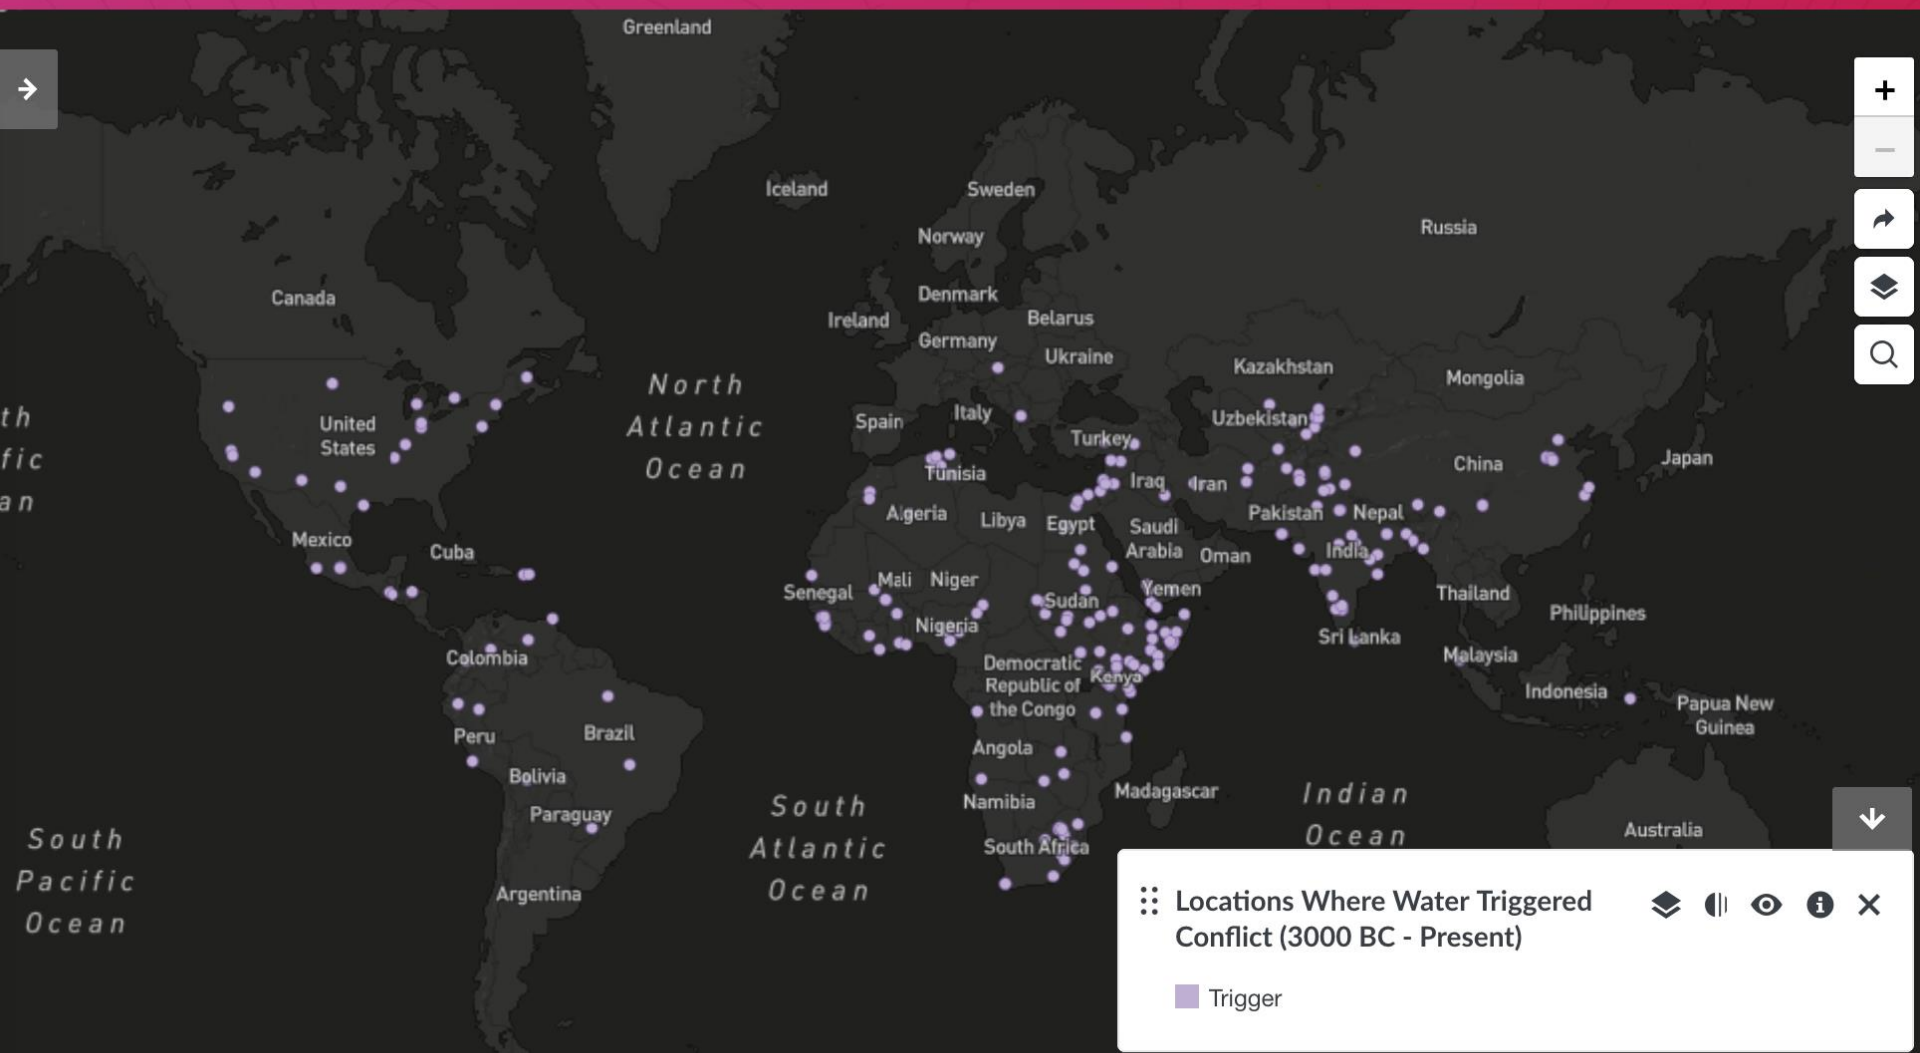 Greenland
Iceland
Sweden
Russia
Norway
Canada
Denmark
Ireland
Belarus
Germany
Ukraine
Kazakhstan
Mongolia
North
Atlantic
Ocean
th
fic
an
United
States
Spain
Italy
Uzbekistan
Turkey
China
Japan
Tunisia
Iraq
Iran
Algeria
Libya
Egypt
Saudi
Arabia
Pakistan
Nepal
Mexico
Cuba
Oman
India
Senegal
Mali
Niger
Sudan
Yemen
Thailand
Philippines
Nigeria
Sri Lanka
Colombia
Democratic
Republic of
the Congo
Kenya
Malaysia
Indonesia
Papua New
Guinea
Peru
Brazil
Angola
Bolivia
Namibia
Madagascar
Paraguay
South
Atlantic
Ocean
Indian
Ocean
South
Pacific
Ocean
South Africa
Australia
Argentina
Locations Where Water Triggered
Conflict (3000 BC - Present)
Trigger